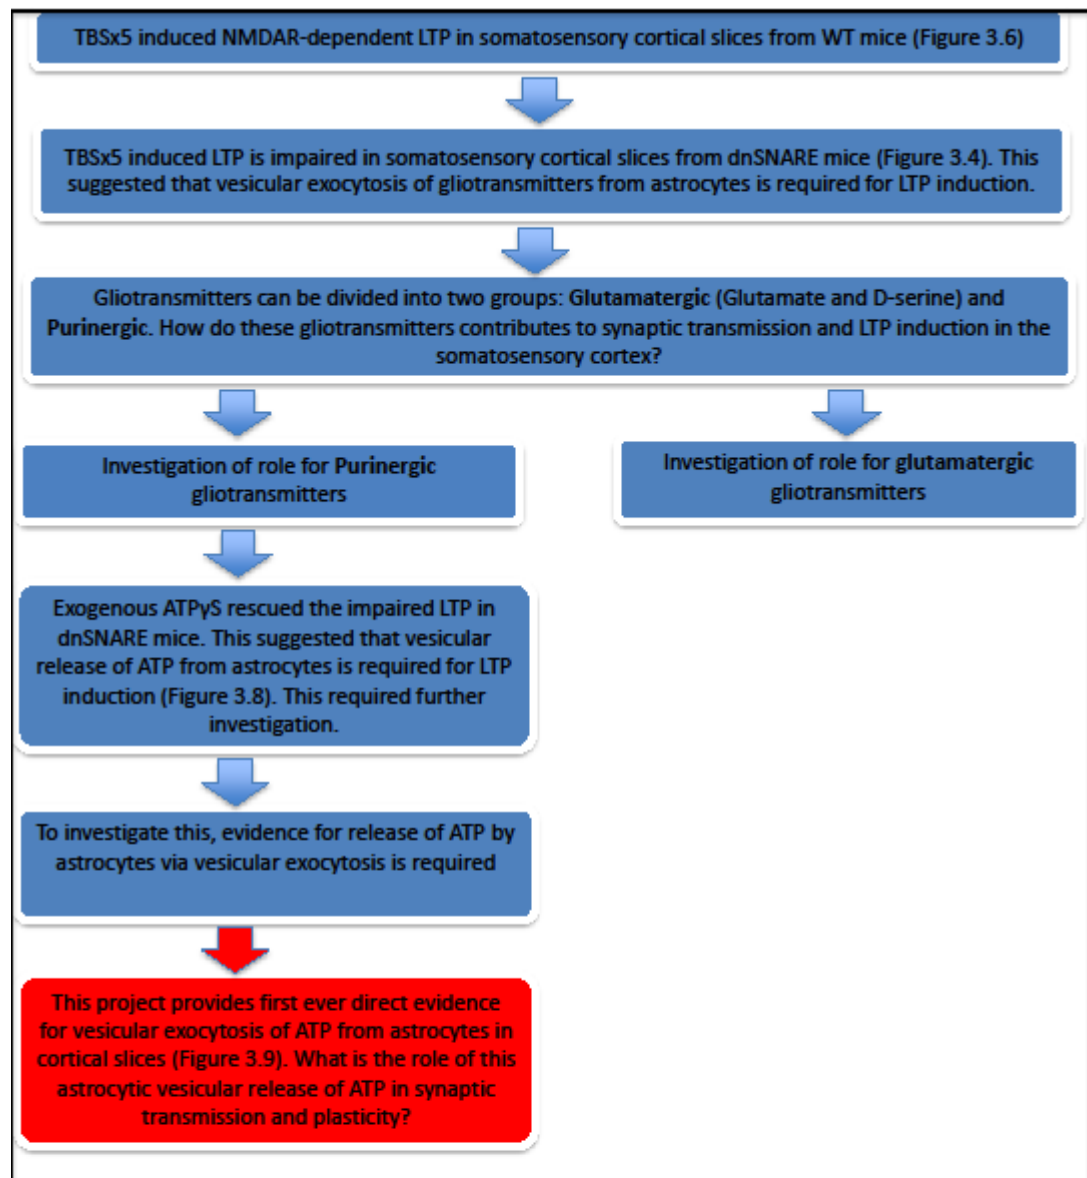 TBSx5 induced NMDAR-dependent LTP in somatosensory cortical slices from WT mice (Figure 3.6)
TBSx5 induced LTP is impaired in somatosensory cortical slices from dnSNARE mice (Figure 3.4). This
suggested that vesicular exocytosis of gliotransmitters from astrocytes is required for LTP induction.
Gliotransmitters can be divided into two groups: Glutamatergic (Glutamate and D-serine) and
Purinergic. How do these gliotransmitters contributes to synaptic transmission and LTP induction in the
somatosensory cortex?
Investigation of role for Purinergic
gliotransmitters
Investigation of role for glutamatergic
gliotransmitters
Exogenous ATPγS rescued the impaired LTP in
dnSNARE mice. This suggested that vesicular
release of ATP from astrocytes is required for LTP
induction (Figure 3.8). This required further
investigation.
To investigate this, evidence for release of ATP by
astrocytes via vesicular exocytosis is required
This project provides first ever direct evidence
for vesicular exocytosis of ATP from astrocytes in
cortical slices (Figure 3.9). What is the role of this
astrocytic vesicular release of ATP in synaptic
transmission and plasticity?